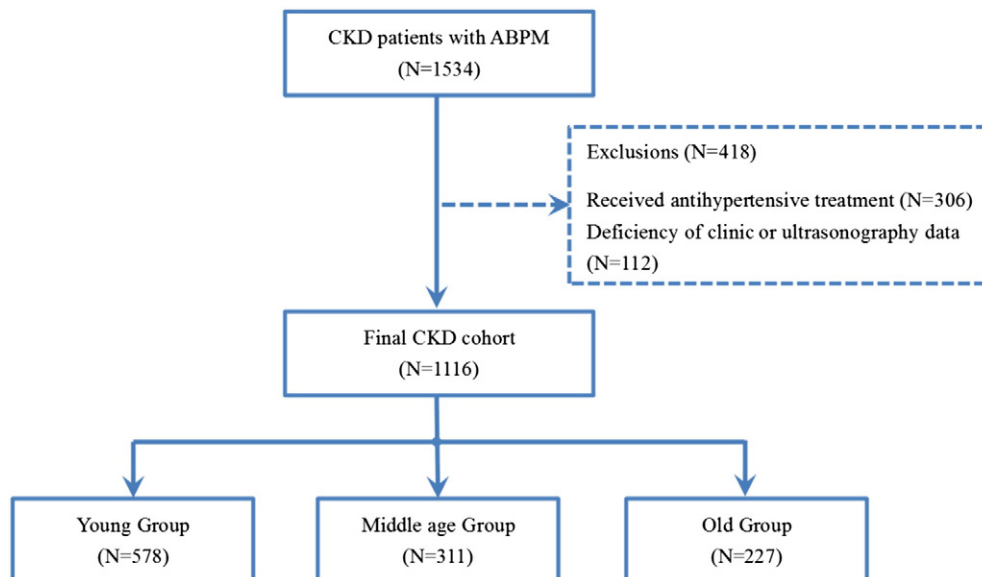 CKD patients with ABPM
(N=1534)
Exclusions (N=418)
Received antihypertensive treatment (N=306)
Deficiency of clinic or ultrasonography data
(N=112)
Final CKD cohort
(N=1116)
Young Group
(N=578)
Middle age Group
(N=311)
Old Group
(N=227)